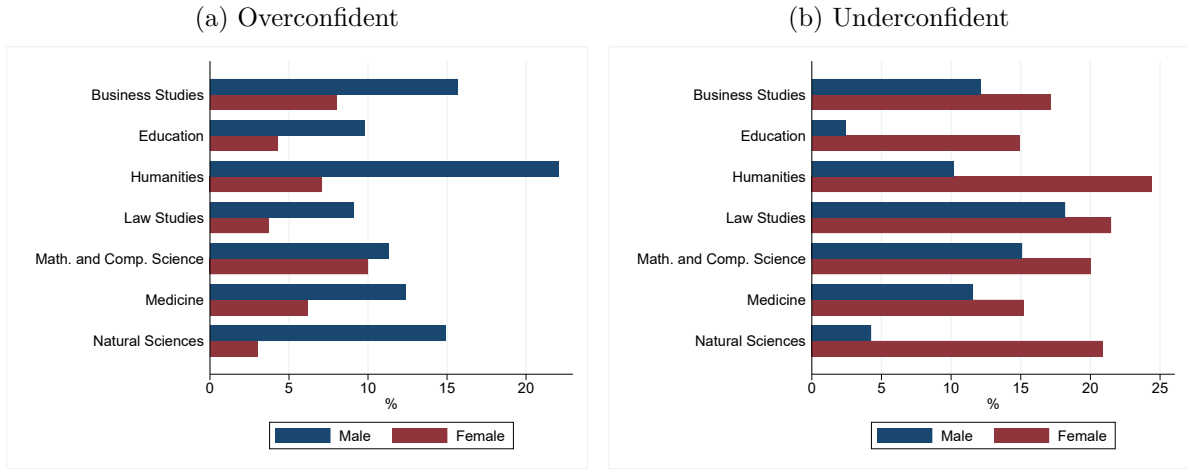 (a) Overconfident
Business Studies
Education
Humanities
Law Studies
Math. and Comp. Science
Medicine
Natural Sciences
0 5 10 15 20
%
Male Female
(b) Underconfident
Business Studies
Education
Humanities
Law Studies
Math. and Comp. Science
Medicine
Natural Sciences
0 5 10 15 20 25
%
Male Female